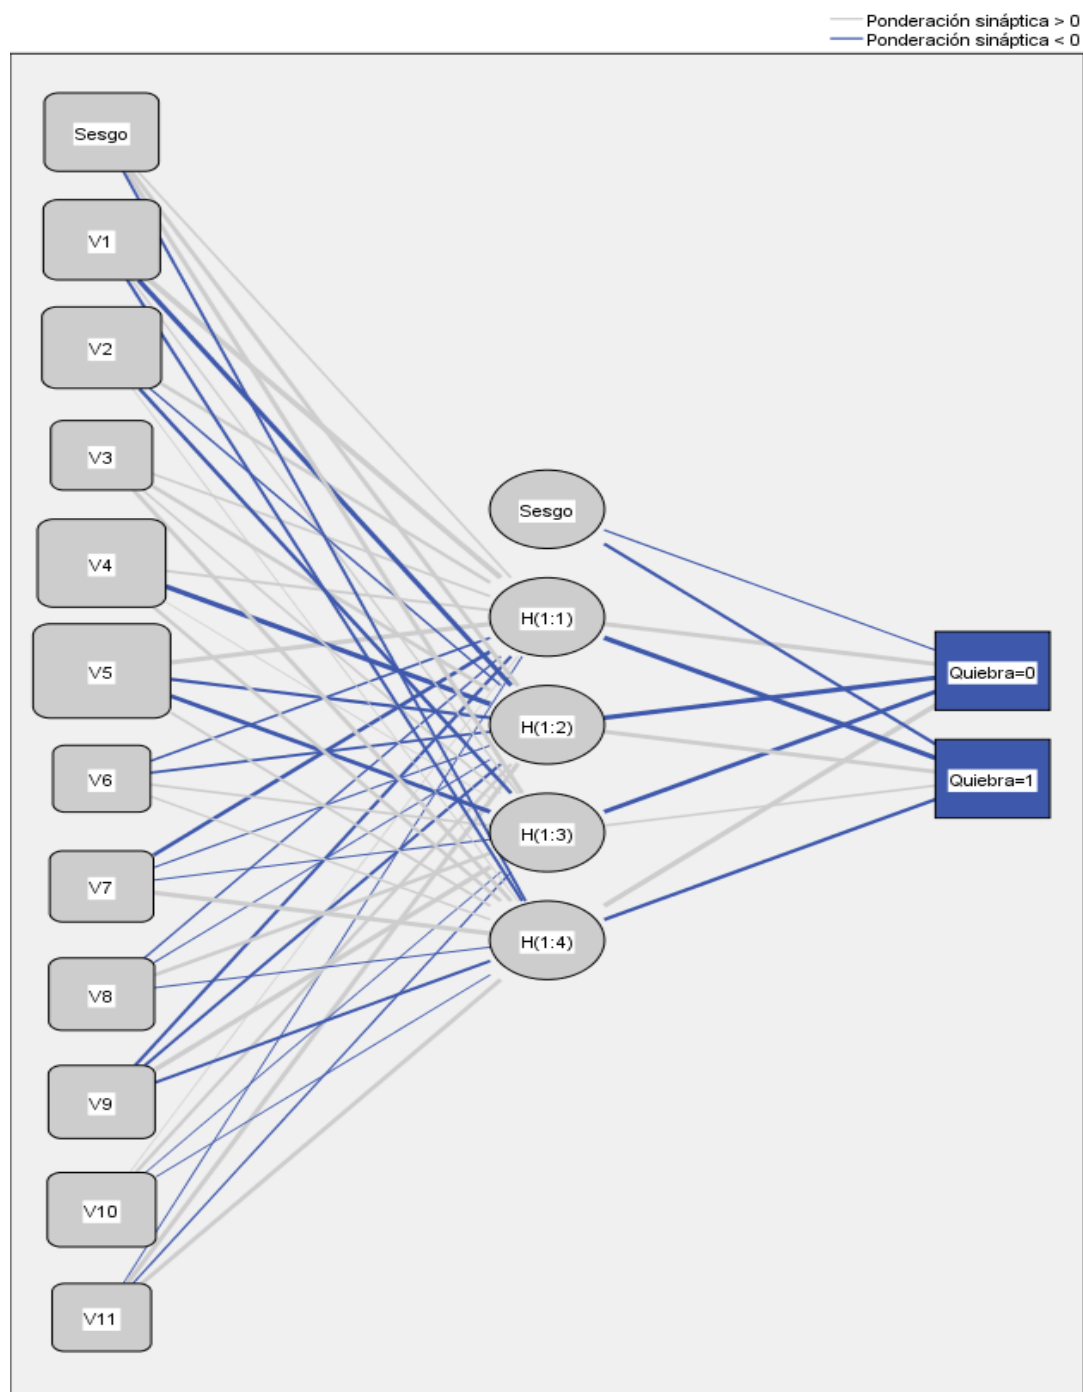 Ponderación sináptica > 0
Ponderación sináptica < 0
Sesgo
V1
V2
V3
V4
V5
V6
V7
V8
V9
V10
V11
Sesgo
H(1:1)
H(1:2)
H(1:3)
H(1:4)
Quiebra=0
Quiebra=1